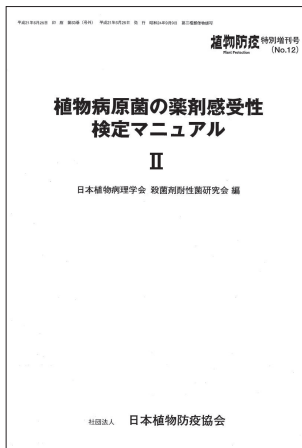 植物防疫 特別増刊号
Plant Protection (No.12)
植物病原菌の薬剤感受性
検定マニュアル
II
日本植物病理学会 殺菌剤耐性菌研究会 編
社団法人 日本植物防疫協会